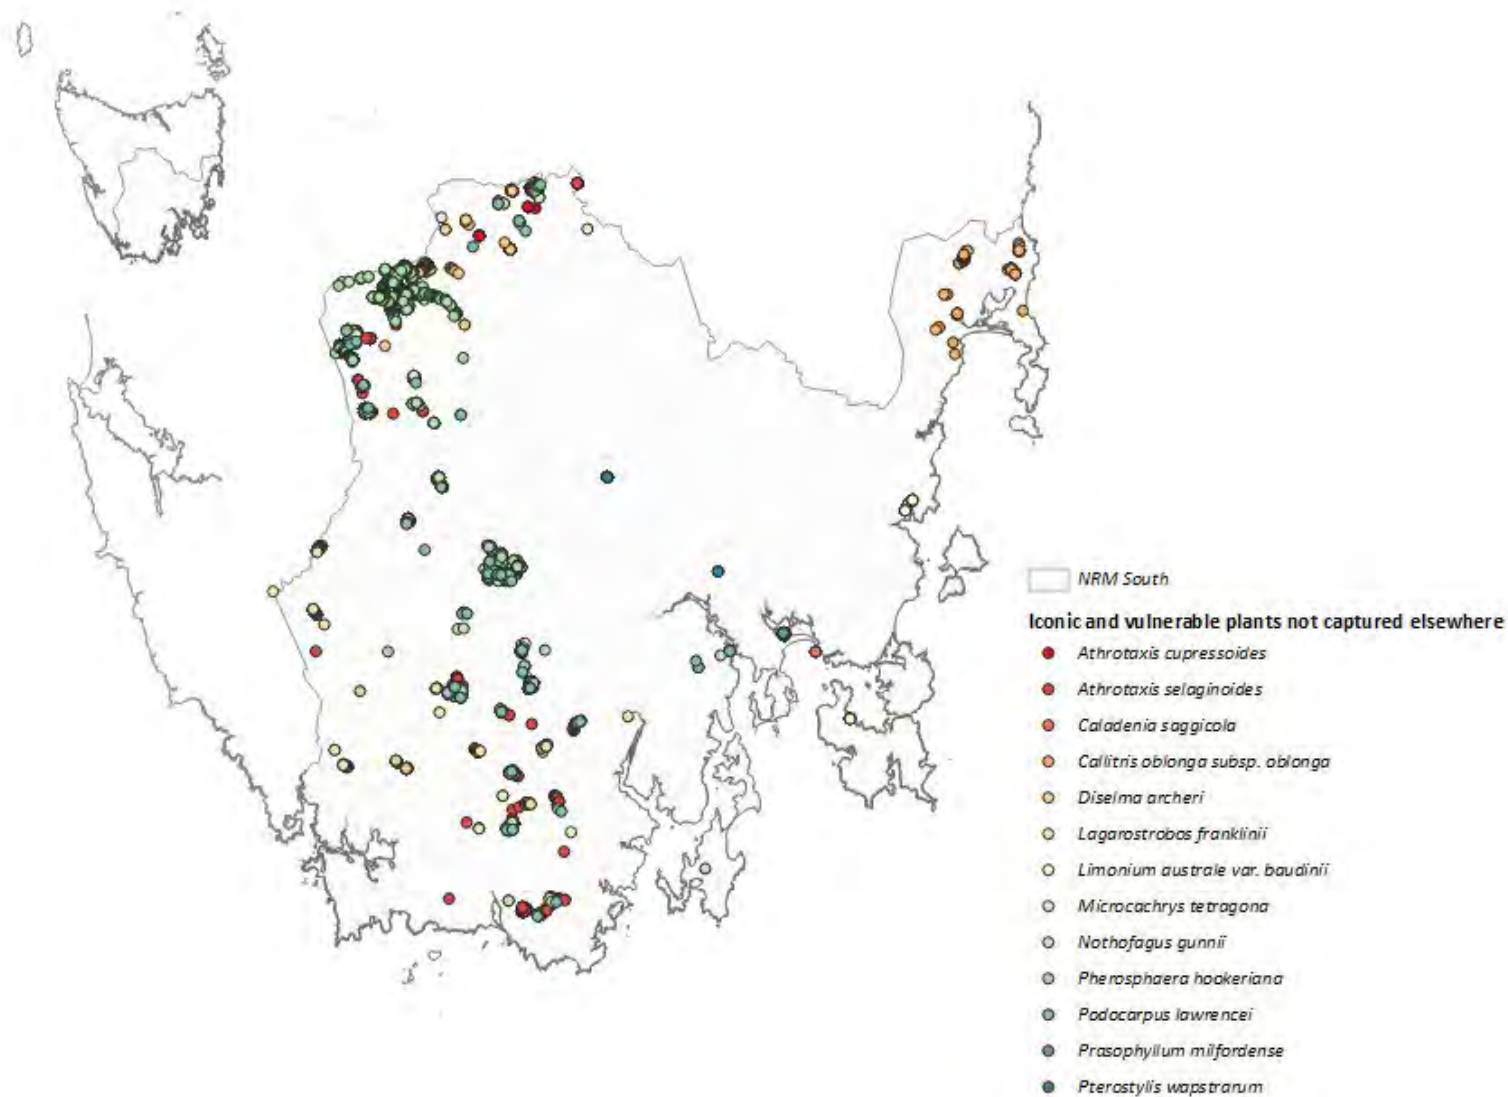 NRM South
Iconic and vulnerable plants not captured elsewhere
Athrotaxis cupressoides
Athrotaxis selaginoides
Caladenia saggicola
Callitris oblonga subsp. oblonga
Diselma archeri
Lagarostrobos franklinii
Limonium australe var. baudinii
Microcachrys tetragona
Nothofagus gunnii
Pherosphaera hookeriana
Podocarpus lawrencei
Prasophyllum milfordense
Pterostylis wapstrarum